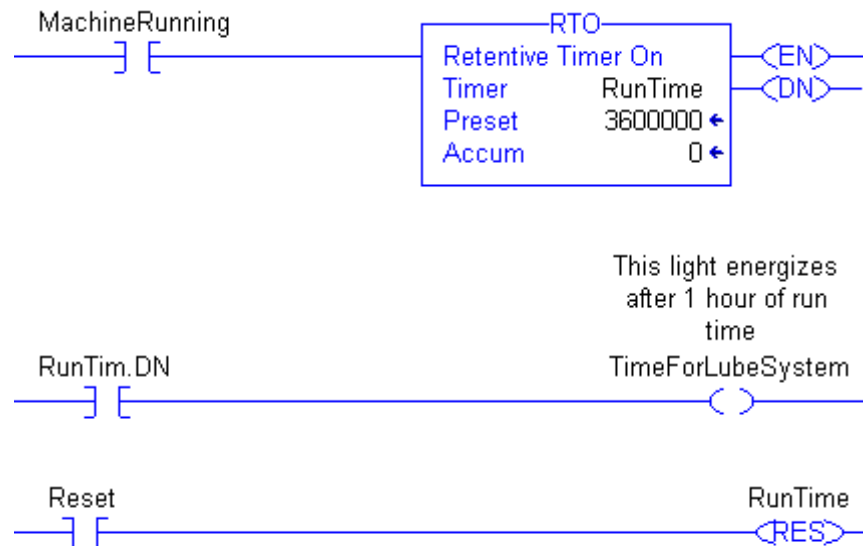 MachineRunning
RTO
Retentive Timer On
Timer RunTime
Preset 3600000
Accum 0
EN
DN
This light energizes
after 1 hour of run
time
RunTim.DN
TimeForLubeSystem
Reset
RunTime
RES